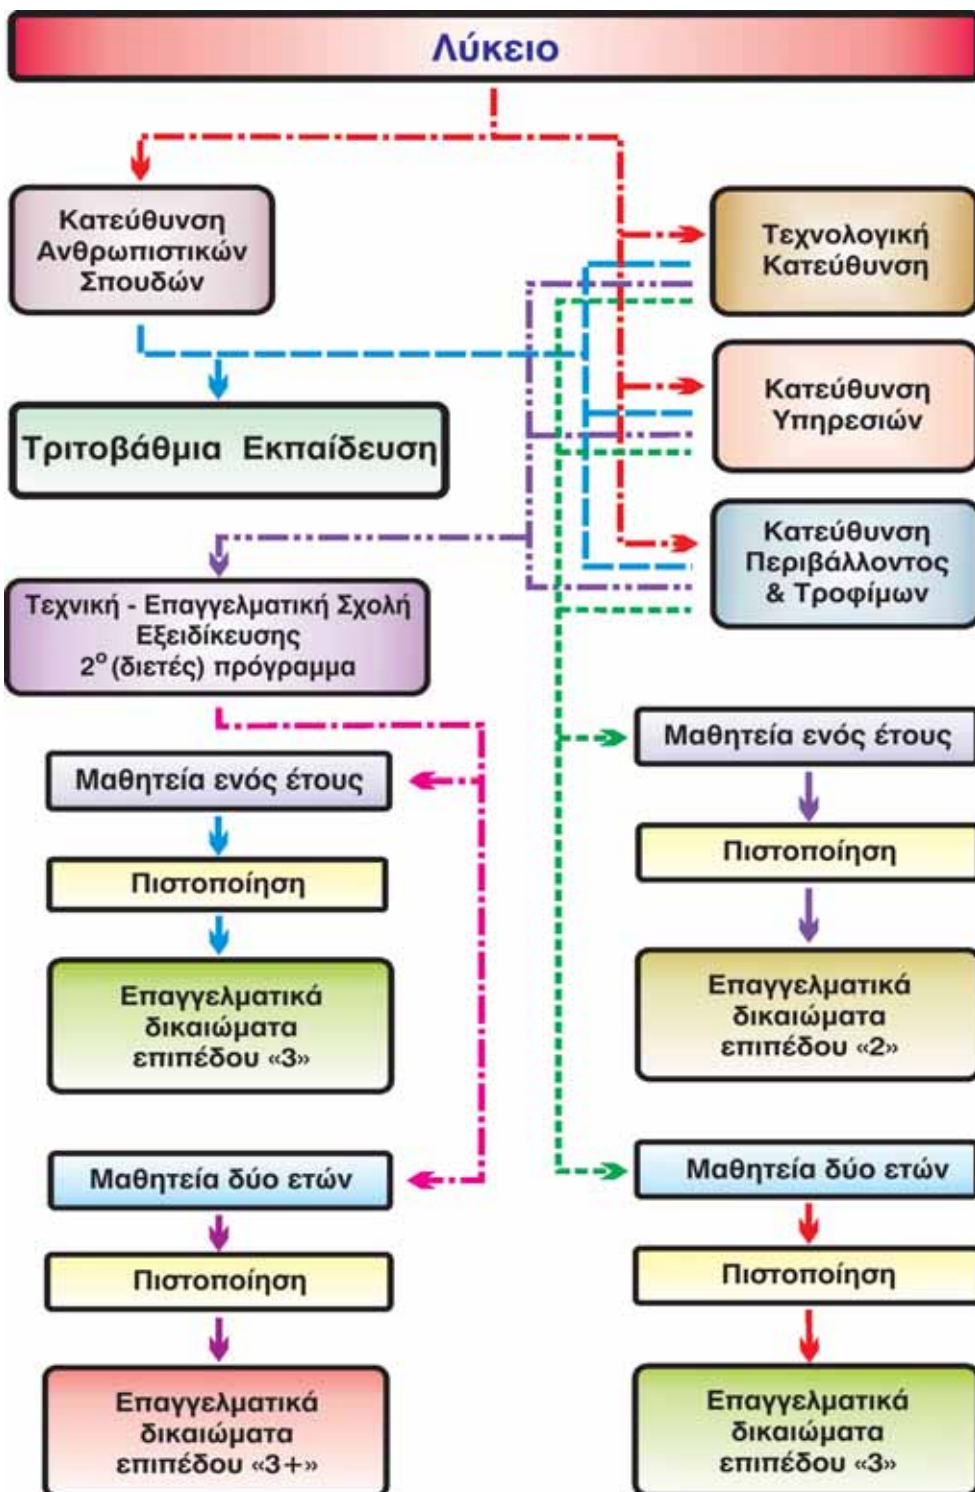 Λύκειο
Κατεύθυνση
Ανθρωπιστικών
Σπουδών
Τεχνολογική
Κατεύθυνση
Κατεύθυνση
Υπηρεσιών
Τριτοβάθμια Εκπαίδευση
Κατεύθυνση
Περιβάλλοντος
& Τροφίμων
Τεχνική - Επαγγελματική Σχολή
Εξειδίκευσης
2ο (διετές) πρόγραμμα
Μαθητεία ενός έτους
Πιστοποίηση
Επαγγελματικά
δικαιώματα
επιπέδου «3»
Μαθητεία ενός έτους
Πιστοποίηση
Επαγγελματικά
δικαιώματα
επιπέδου «2»
Μαθητεία δύο ετών
Πιστοποίηση
Επαγγελματικά
δικαιώματα
επιπέδου «3+»
Μαθητεία δύο ετών
Πιστοποίηση
Επαγγελματικά
δικαιώματα
επιπέδου «3»